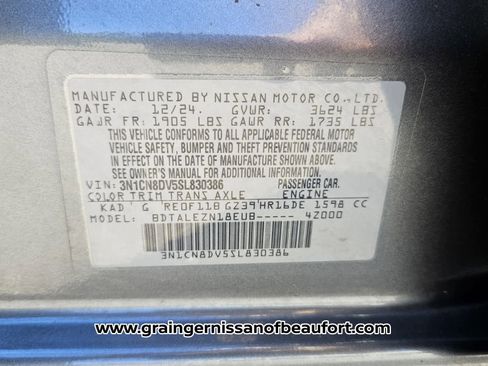 MANUFACTURED BY NISSAN MOTOR CO., LTD.
DATE: 12/24. GVWR: 3624 LBS
GAJR FR: 1905 LBS GAWR RR: 1735 LBS
THIS VEHICLE CONFORMS TO ALL APPLICABLE FEDERAL MOTOR
VEHICLE SAFETY, BUMPER AND THEFT PREVENTION STANDARDS
IN EFFECT ON THE DATE OF MANUFACTURE SHOWN ABOVE.
SEE OWNER'S MANUAL OF ADDITIONAL INFORMATION.
VIN: 3N1CN8DV5SL830386 PASSENGER CAR.
COLOR TRIM TRANS AXLE ENGINE
KAD G RE0F11B GZ39 HR16DE 1598 CC
MODEL: BDTALEZN18EUB----- 42000
3N1CN8DV5SL830386
www.graingernissanofbeaufort.com